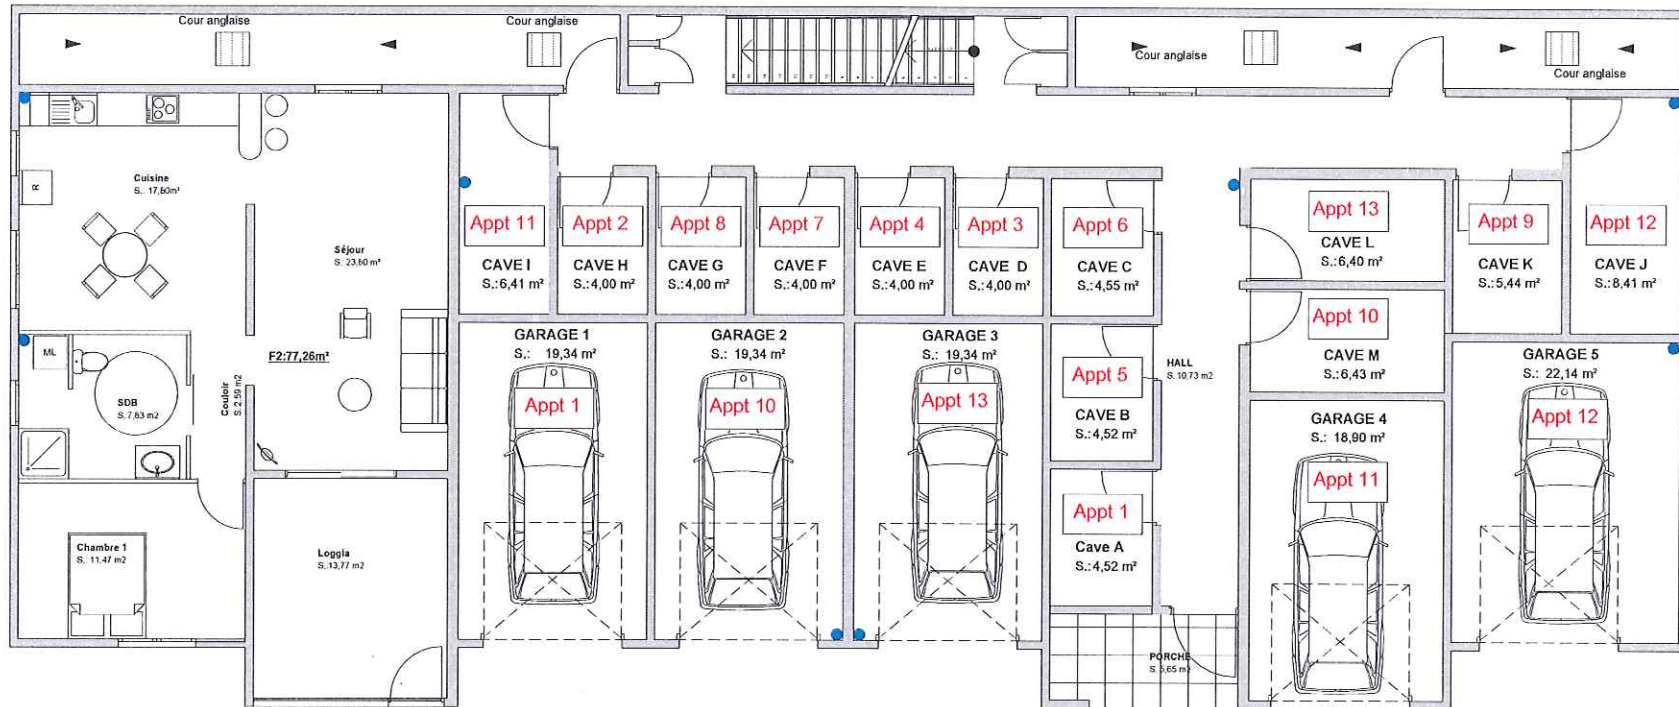 Cour anglaise
Cour anglaise
Cour anglaise
Cour anglaise
Cuisine
S.. 17,60m²
R
Séjour
S. 23,60 m²
F2:77,26m²
ML
SDB
S.7,83 m2
Couloir
S.2,59 m2
Chambre 1
S.: 11,47 m2
Loggia
S.:13,77 m2
Appt 11
CAVE I
S.:6,41 m²
Appt 2
CAVE H
S.:4,00 m²
Appt 8
CAVE G
S.:4,00 m²
Appt 7
CAVE F
S.:4,00 m²
Appt 4
CAVE E
S.:4,00 m²
Appt 3
CAVE D
S.:4,00 m²
Appt 6
CAVE C
S.:4,55 m²
Appt 13
CAVE L
S.:6,40 m²
Appt 9
CAVE K
S.:5,44 m²
Appt 12
CAVE J
S.:8,41 m²
GARAGE 1
S.: 19,34 m²
Appt 1
GARAGE 2
S.: 19,34 m²
Appt 10
GARAGE 3
S.: 19,34 m²
Appt 13
Appt 5
CAVE B
S.:4,52 m²
HALL
S. 10,73 m2
Appt 10
CAVE M
S.:6,43 m²
GARAGE 5
S.: 22,14 m²
Appt 12
GARAGE 4
S.: 18,90 m²
Appt 11
Appt 1
Cave A
S.:4,52 m²
PORCHE